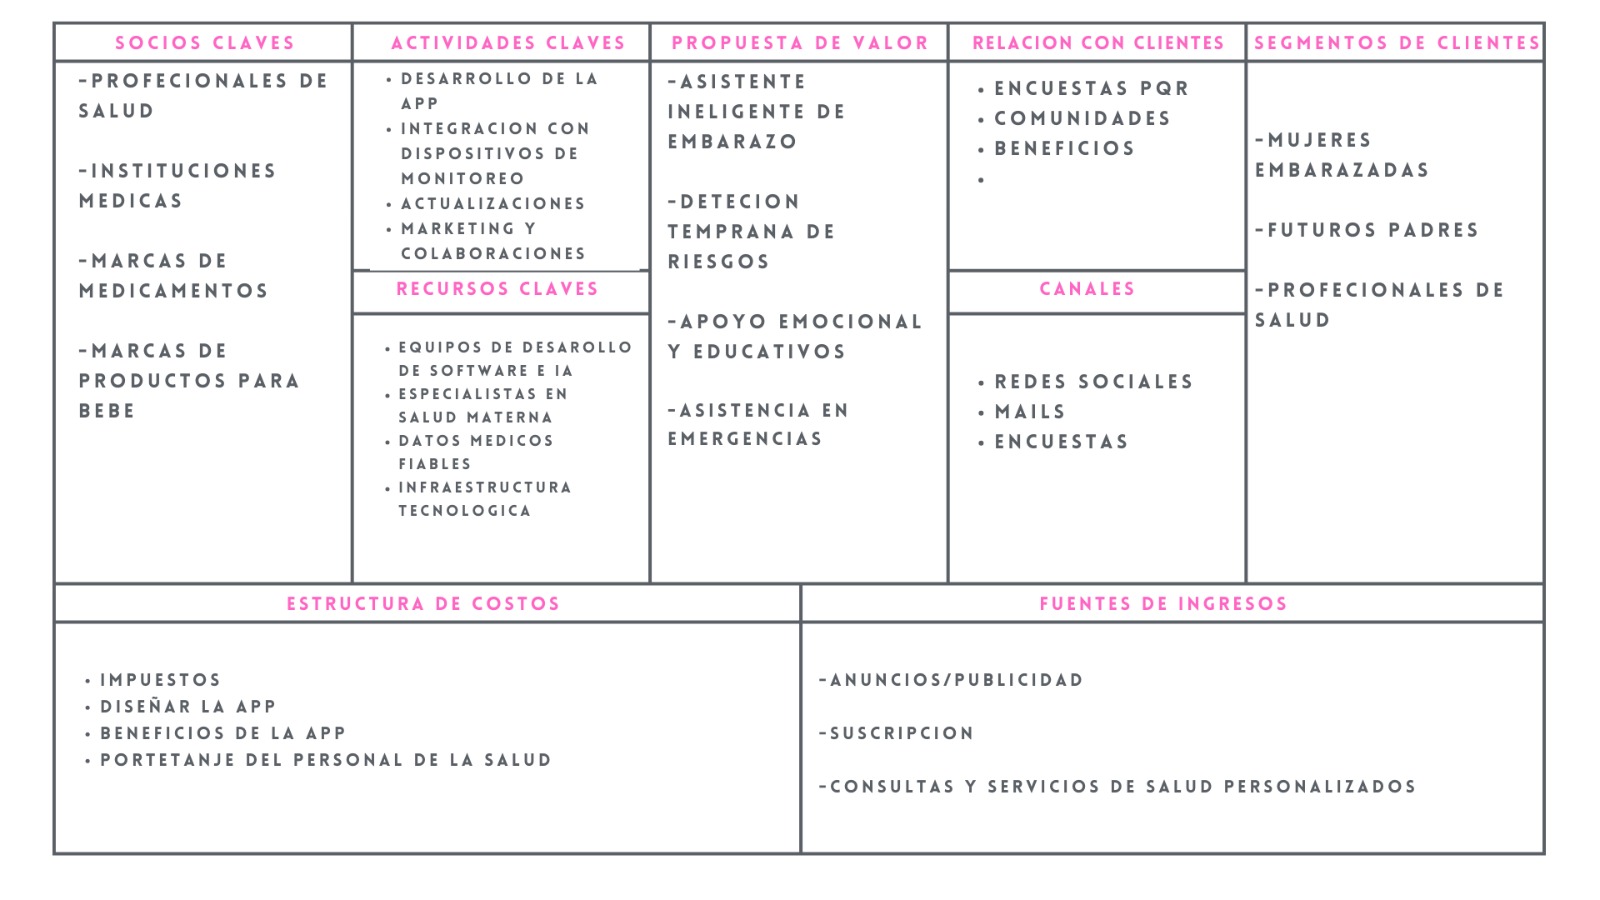 SOCIOS CLAVES
-PROFECIONALES DE
SALUD
-INSTITUCIONES
MEDICAS
-MARCAS DE
MEDICAMENTOS
-MARCAS DE
PRODUCTOS PARA
BEBE
ACTIVIDADES CLAVES
• DESARROLLO DE LA
APP
• INTEGRACION CON
DISPOSITIVOS DE
MONITOREO
• ACTUALIZACIONES
• MARKETING Y
COLABORACIONES
RECURSOS CLAVES
• EQUIPOS DE DESAROLLO
DE SOFTWARE E IA
• ESPECIALISTAS EN
SALUD MATERNA
• DATOS MEDICOS
FIABLES
• INFRAESTRUCTURA
TECNOLOGICA
PROPUESTA DE VALOR
-ASISTENTE
INELIGENTE DE
EMBARAZO
-DETECION
TEMPRANA DE
RIESGOS
-APOYO EMOCIONAL
Y EDUCATIVOS
-ASISTENCIA EN
EMERGENCIAS
RELACION CON CLIENTES
• ENCUESTAS PQR
• COMUNIDADES
• BENEFICIOS
•
CANALES
• REDES SOCIALES
• MAILS
• ENCUESTAS
SEGMENTOS DE CLIENTES
-MUJERES
EMBARAZADAS
-FUTUROS PADRES
-PROFECIONALES DE
SALUD
ESTRUCTURA DE COSTOS
• IMPUESTOS
• DISEÑAR LA APP
• BENEFICIOS DE LA APP
• PORTETANJE DEL PERSONAL DE LA SALUD
FUENTES DE INGRESOS
-ANUNCIOS/PUBLICIDAD
-SUSCRIPCION
-CONSULTAS Y SERVICIOS DE SALUD PERSONALIZADOS